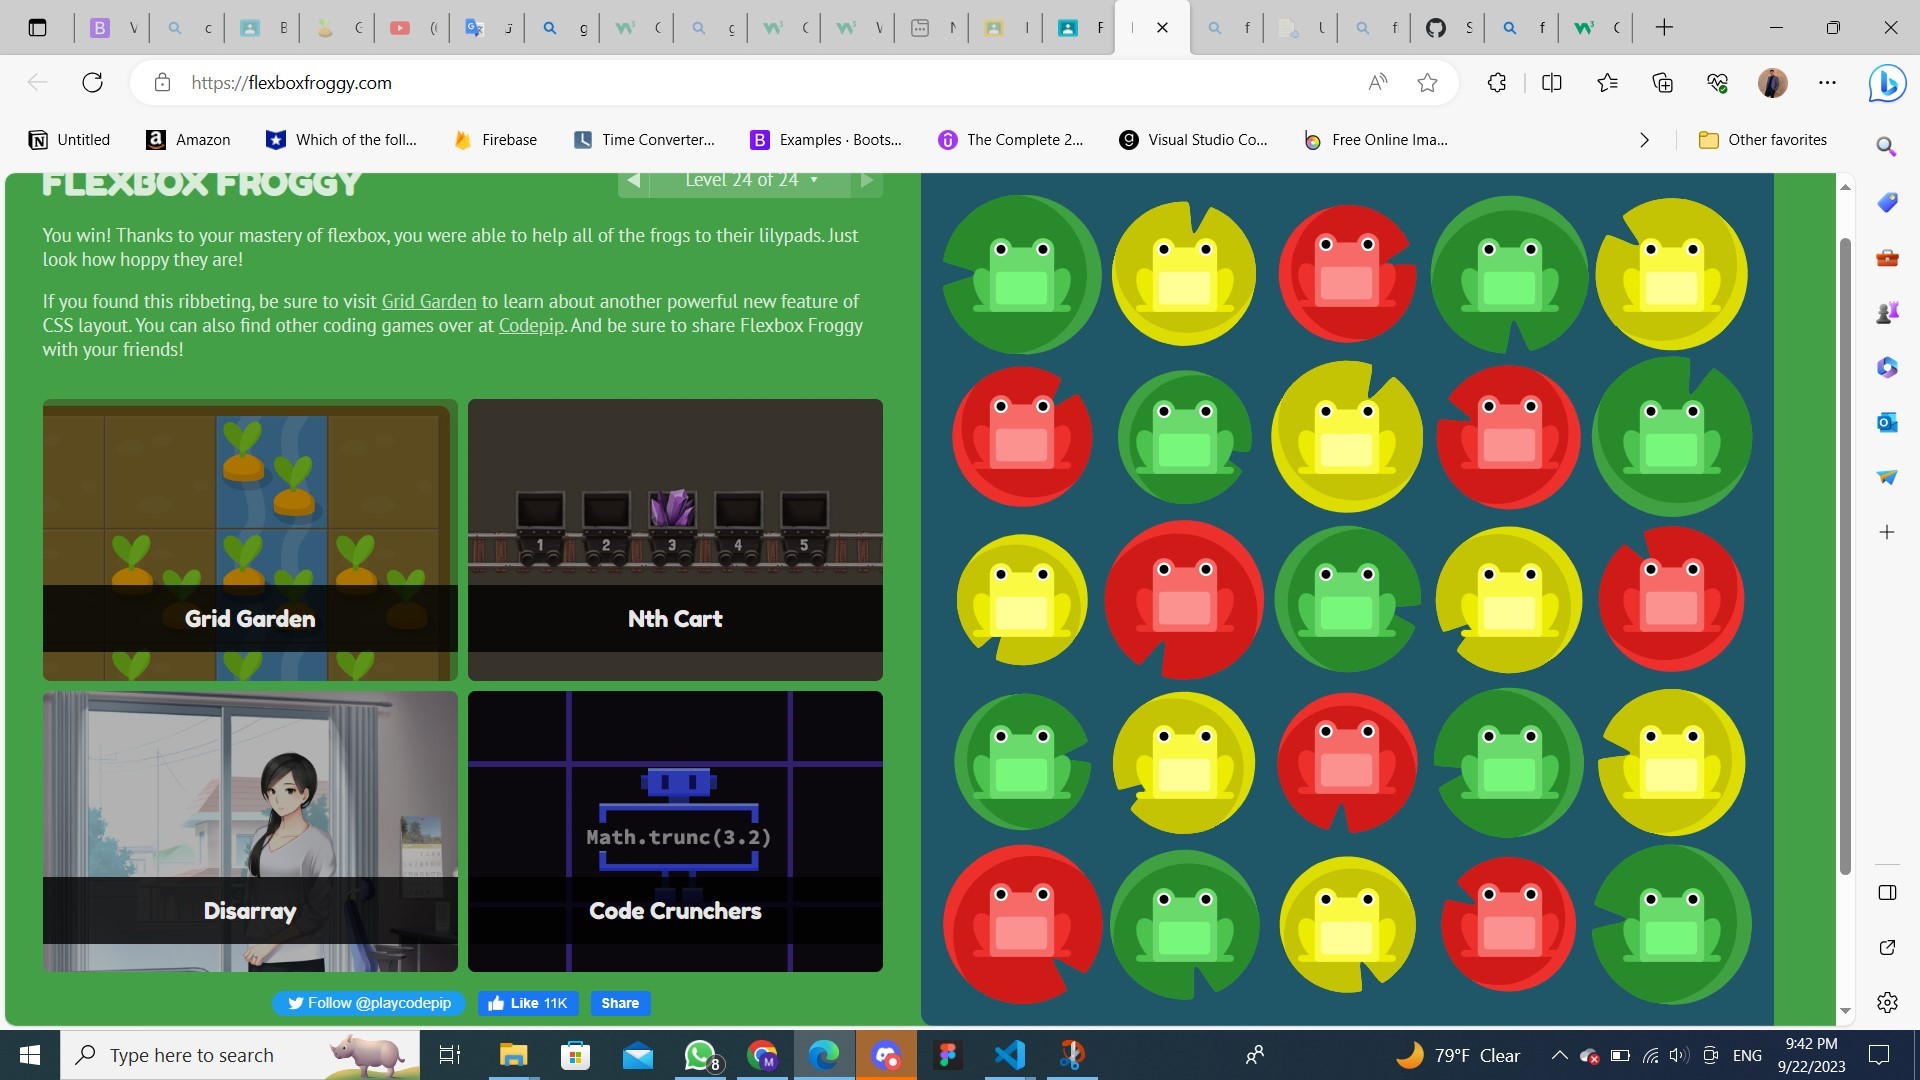 https://flexboxfroggy.com
Untitled
Amazon
Which of the foll...
Firebase
Time Converter...
Examples · Boots...
The Complete 2...
Visual Studio Co...
Free Online Ima...
Other favorites
FLEXBOX FROGGY
Level 24 of 24
You win! Thanks to your mastery of flexbox, you were able to help all of the frogs to their lilypads. Just
look how hoppy they are!
If you found this ribbeting, be sure to visit Grid Garden to learn about another powerful new feature of
CSS layout. You can also find other coding games over at Codepip. And be sure to share Flexbox Froggy
with your friends!
1 2 3 4 5
Grid Garden
Nth Cart
Math.trunc(3.2)
Disarray
Code Crunchers
Follow @playcodepip
Like 11K
Share
Type here to search
8
79°F Clear
ENG
9:42 PM
9/22/2023